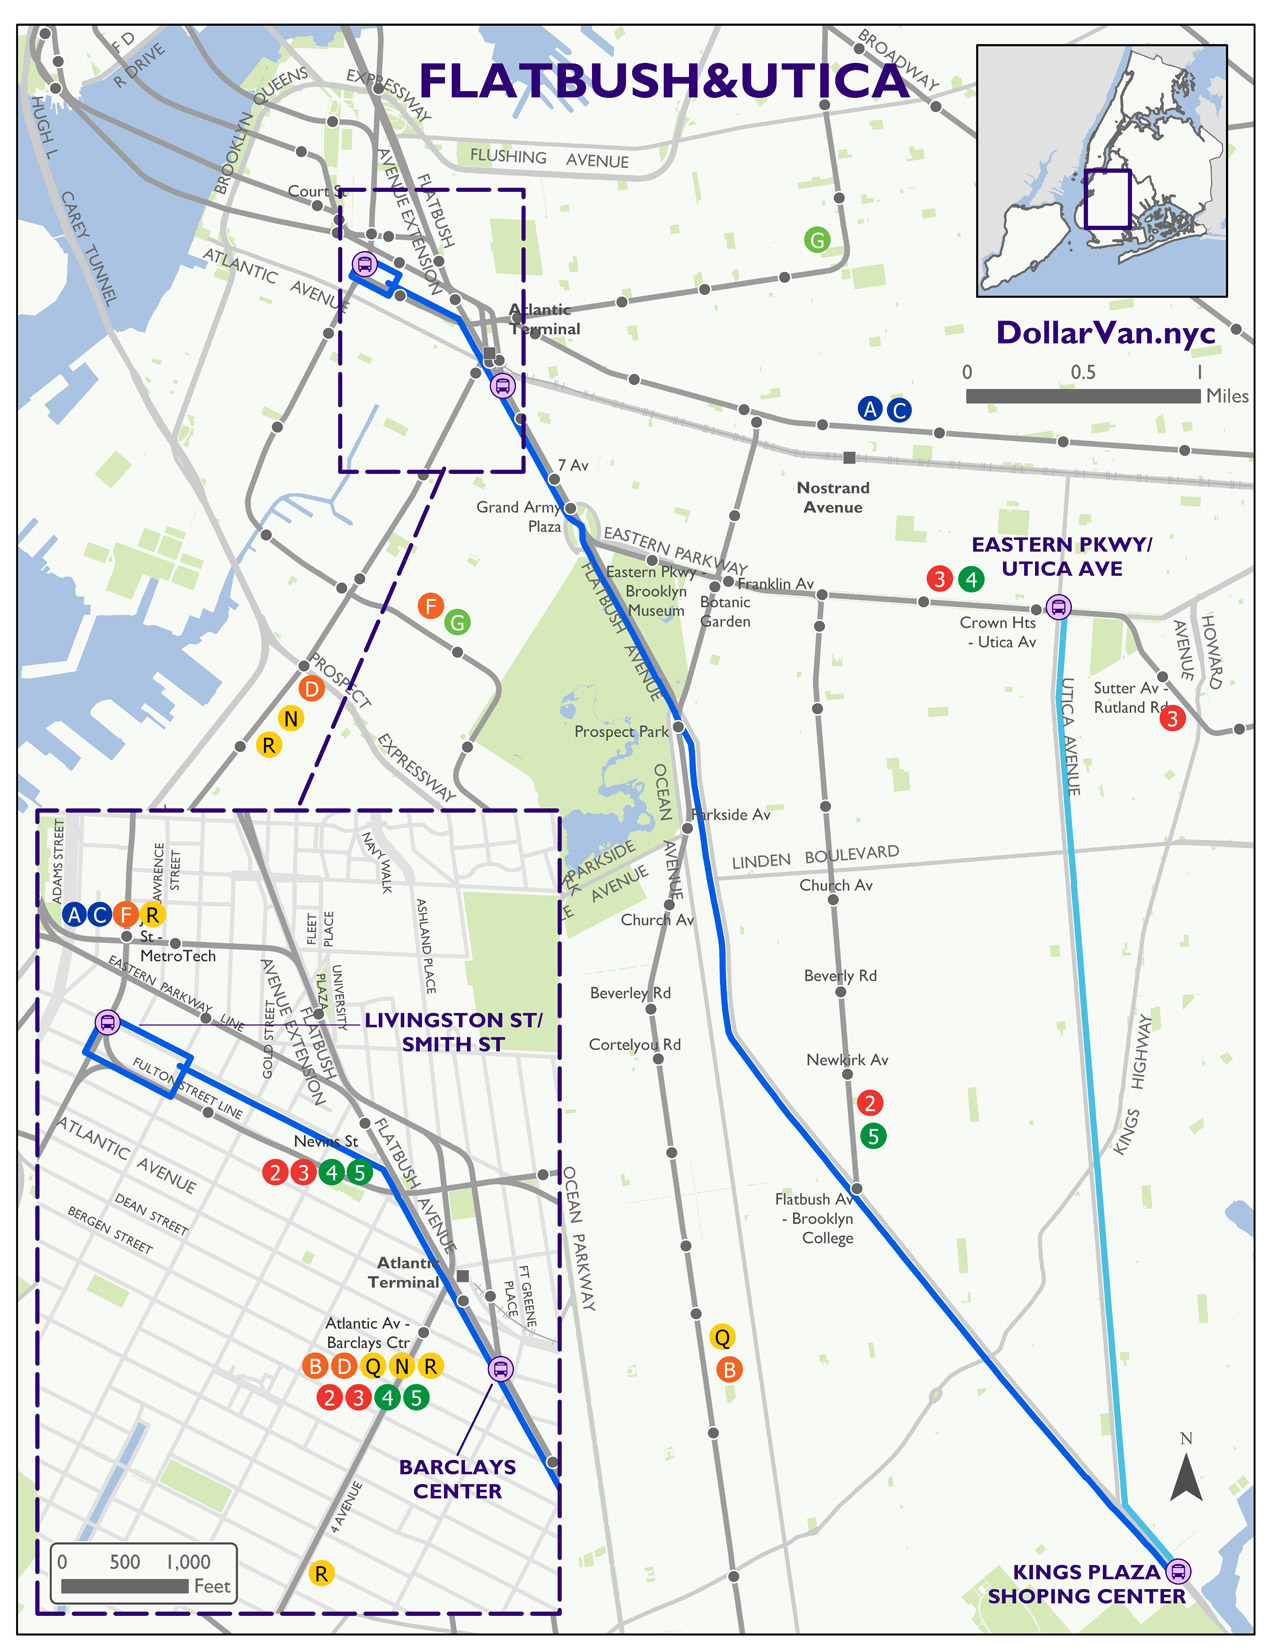 FLATBUSH&UTICA
F D
R DRIVE
BROOKLYN QUEENS EXPRESSWAY
BROADWAY
HUGH L
CAREY TUNNEL
FLUSHING AVENUE
FLATBUSH
AVENUE EXTENSION
Court St
ATLANTIC AVENUE
G
Atlantic
Terminal
DollarVan.nyc
0 0.5 1
Miles
A C
7 Av
Grand Army
Plaza
Nostrand
Avenue
EASTERN PARKWAY
EASTERN PKWY/
UTICA AVE
Eastern Pkwy -
Brooklyn
Museum
Franklin Av
Botanic
Garden
3 4
Crown Hts
- Utica Av
HOWARD
AVENUE
F
G
FLATBUSH AVENUE
PROSPECT
EXPRESSWAY
D
N
R
Sutter Av -
Rutland Rd
3
UTICA AVENUE
Prospect Park
OCEAN
AVENUE
Parkside Av
PARKSIDE
AVENUE
LINDEN BOULEVARD
Church Av
Church Av
Beverly Rd
Beverley Rd
Cortelyou Rd
Newkirk Av
2
5
KINGS HIGHWAY
Flatbush Av
- Brooklyn
College
OCEAN PARKWAY
Q
B
N
KINGS PLAZA
SHOPING CENTER
ADAMS STREET
LAWRENCE
STREET
NAVY WALK
A C F R
St -
MetroTech
FLEET
PLACE
ASHLAND PLACE
EASTERN PARKWAY LINE
AVENUE EXTENSION
FLATBUSH
GOLD STREET
UNIVERSITY
PLAZA
LIVINGSTON ST/
SMITH ST
FULTON STREET LINE
ATLANTIC AVENUE
Nevins St
2 3 4 5
FLATBUSH AVENUE
DEAN STREET
BERGEN STREET
Atlantic
Terminal
FT GREENE
PLACE
Atlantic Av -
Barclays Ctr
B D Q N R
2 3 4 5
BARCLAYS
CENTER
4 AVENUE
R
0 500 1,000
Feet